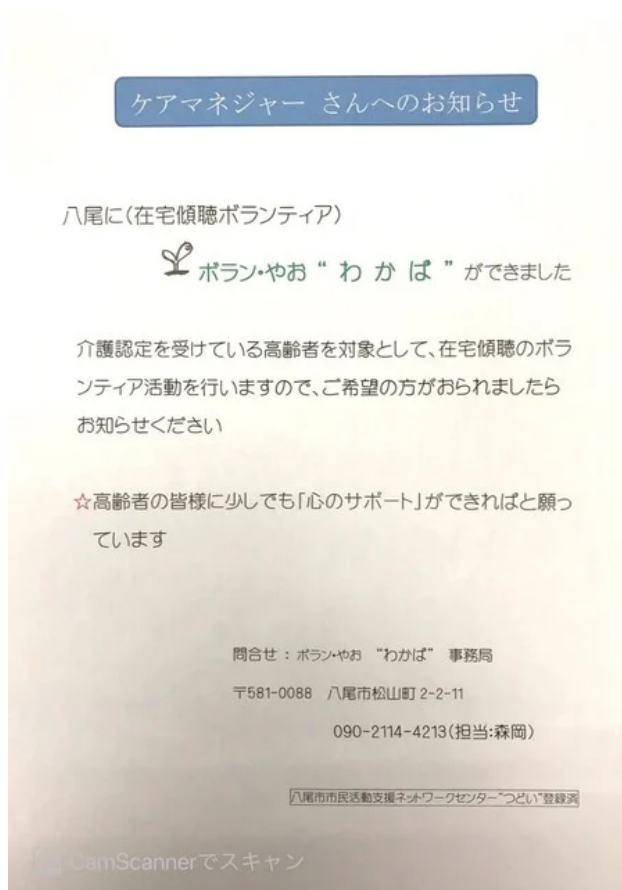 ケアマネジャー さんへのお知らせ
八尾に(在宅傾聴ボランティア)
ボラン・やお “ わ か ば ” ができました
介護認定を受けている高齢者を対象として、在宅傾聴のボラ
ンティア活動を行いますので、ご希望の方がおられましたら
お知らせください
☆高齢者の皆様に少しでも「心のサポート」ができればと願っ
ています
問合せ : ボラン・やお “わかば” 事務局
〒581-0088 八尾市松山町 2-2-11
090-2114-4213(担当:森岡)
八尾市市民活動支援ネットワークセンター“つどい”登録済
CamScannerでスキャン